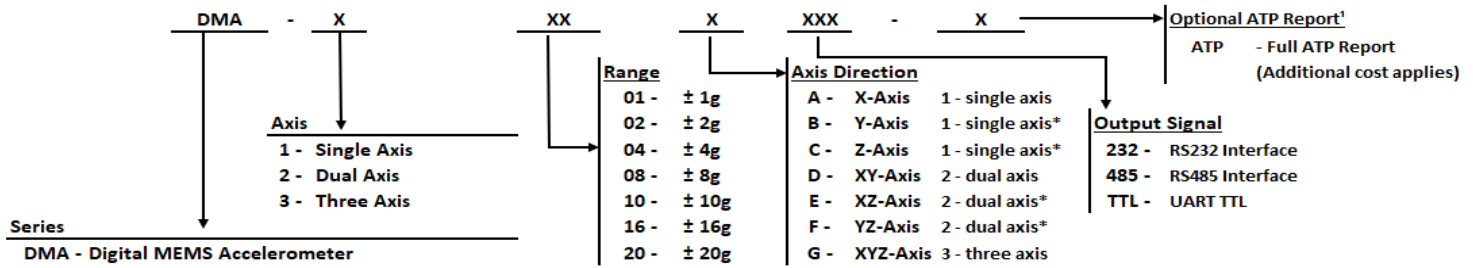 DMA - X XX X XXX - X
Optional ATP Report¹
ATP - Full ATP Report
(Additional cost applies)
Range
01 - ± 1g
02 - ± 2g
04 - ± 4g
08 - ± 8g
10 - ± 10g
16 - ± 16g
20 - ± 20g
Axis Direction
A - X-Axis 1 - single axis
B - Y-Axis 1 - single axis*
C - Z-Axis 1 - single axis*
D - XY-Axis 2 - dual axis
E - XZ-Axis 2 - dual axis*
F - YZ-Axis 2 - dual axis*
G - XYZ-Axis 3 - three axis
Output Signal
232 - RS232 Interface
485 - RS485 Interface
TTL - UART TTL
Axis
1 - Single Axis
2 - Dual Axis
3 - Three Axis
Series
DMA - Digital MEMS Accelerometer